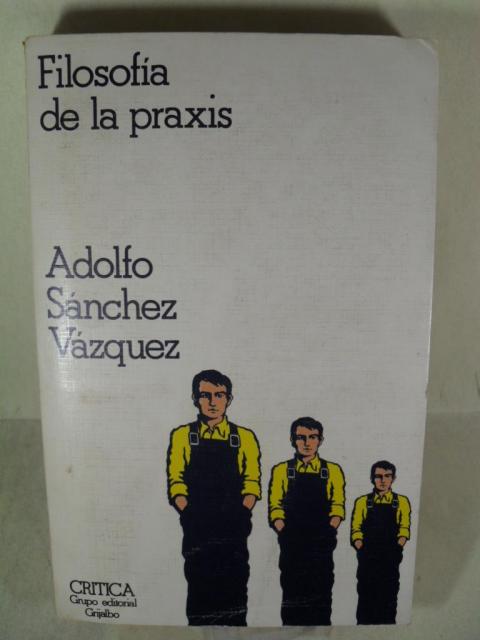 Filosofía
de la praxis
Adolfo
Sánchez
Vázquez
CRITICA
Grupo editorial
Grijalbo